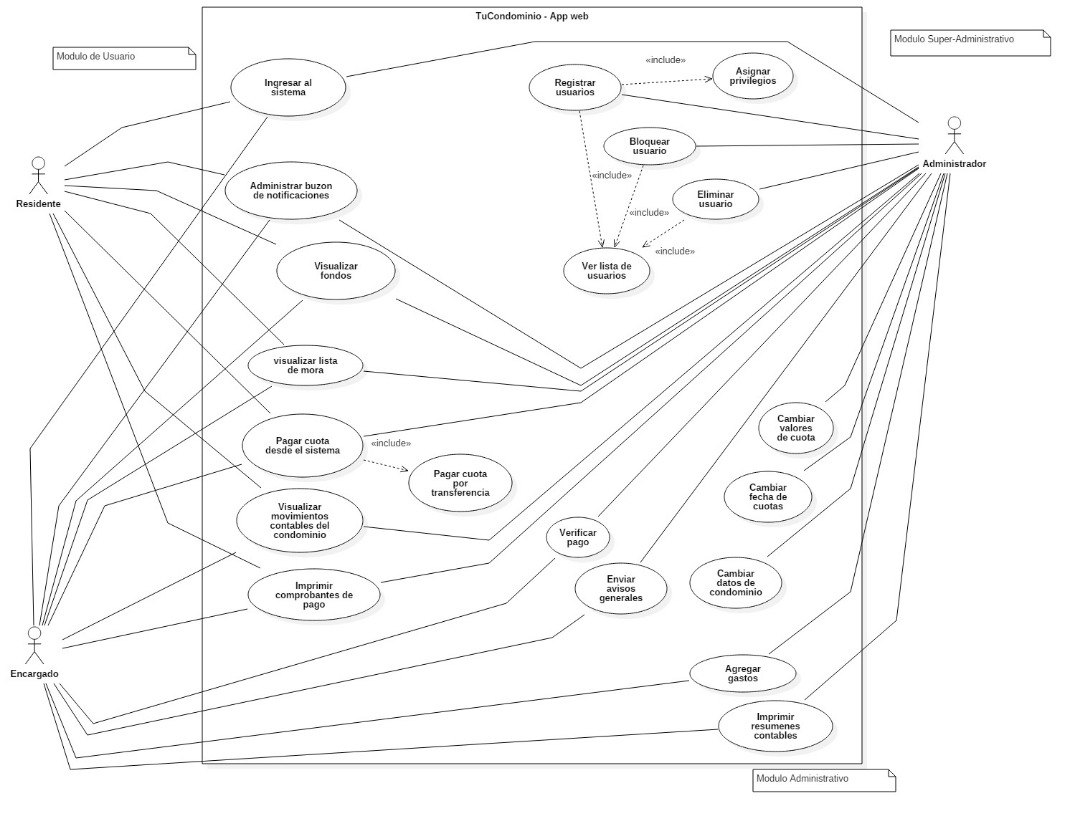 TuCondominio - App web
Modulo de Usuario
Modulo Super-Administrativo
Ingresar al
sistema
Registrar
usuarios
«include»
Asignar
privilegios
Bloquear
usuario
Administrador
Residente
«include»
Administrar buzon
de notificaciones
Eliminar
usuario
«include»
«include»
Visualizar
fondos
Ver lista de
usuarios
visualizar lista
de mora
Pagar cuota
desde el sistema
«include»
Cambiar
valores
de cuota
Pagar cuota
por
transferencia
Cambiar
fecha de
cuotas
Visualizar
movimientos
contables del
condominio
Verificar
pago
Imprimir
comprobantes de
pago
Enviar
avisos
generales
Cambiar
datos de
condominio
Encargado
Agregar
gastos
Imprimir
resumenes
contables
Modulo Administrativo